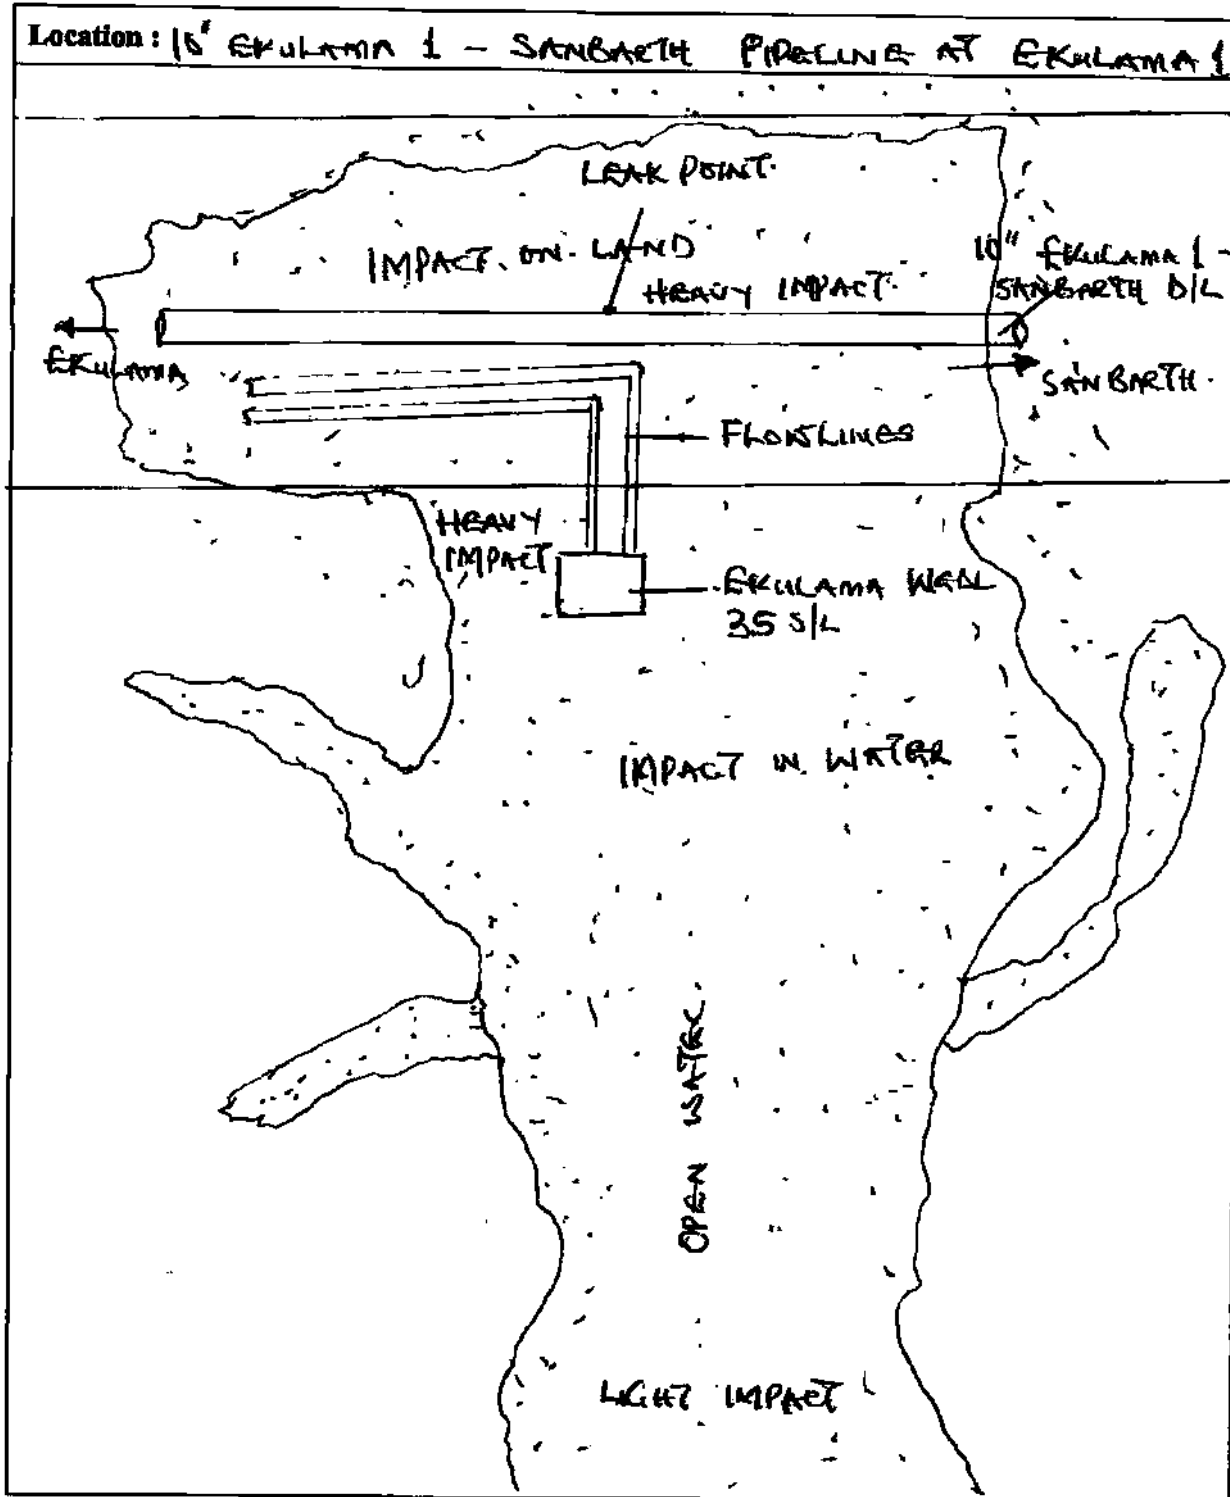 Location : 10" EKULAMA 1 - SANBARTH PIPELINE AT EKULAMA 1
LEAK POINT.
IMPACT ON LAND
HEAVY IMPACT.
10" EKULAMA 1 -
SANBARTH D/L
EKULAMA
SANBARTH.
FLOWLINES
HEAVY
IMPACT
EKULAMA WELL
35 S/L
IMPACT IN WATER
OPEN WATER
LIGHT IMPACT